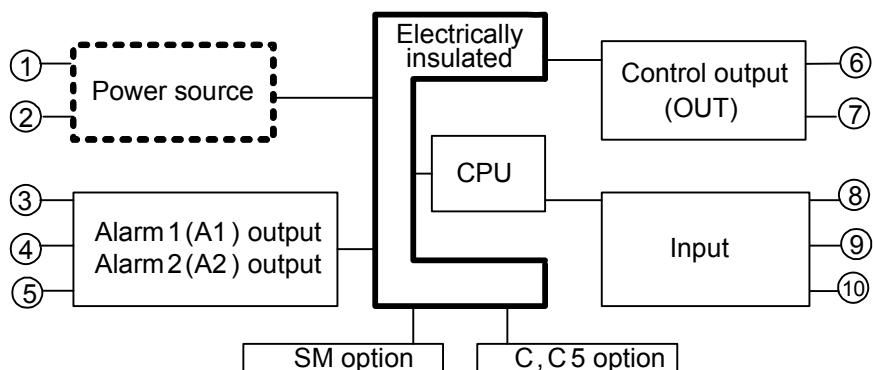 Electrically
insulated
①
②
Power source
Control output
(OUT)
⑥
⑦
CPU
③
④
⑤
Alarm 1 (A1) output
Alarm 2 (A2) output
Input
⑧
⑨
⑩
SM option
C, C5 option